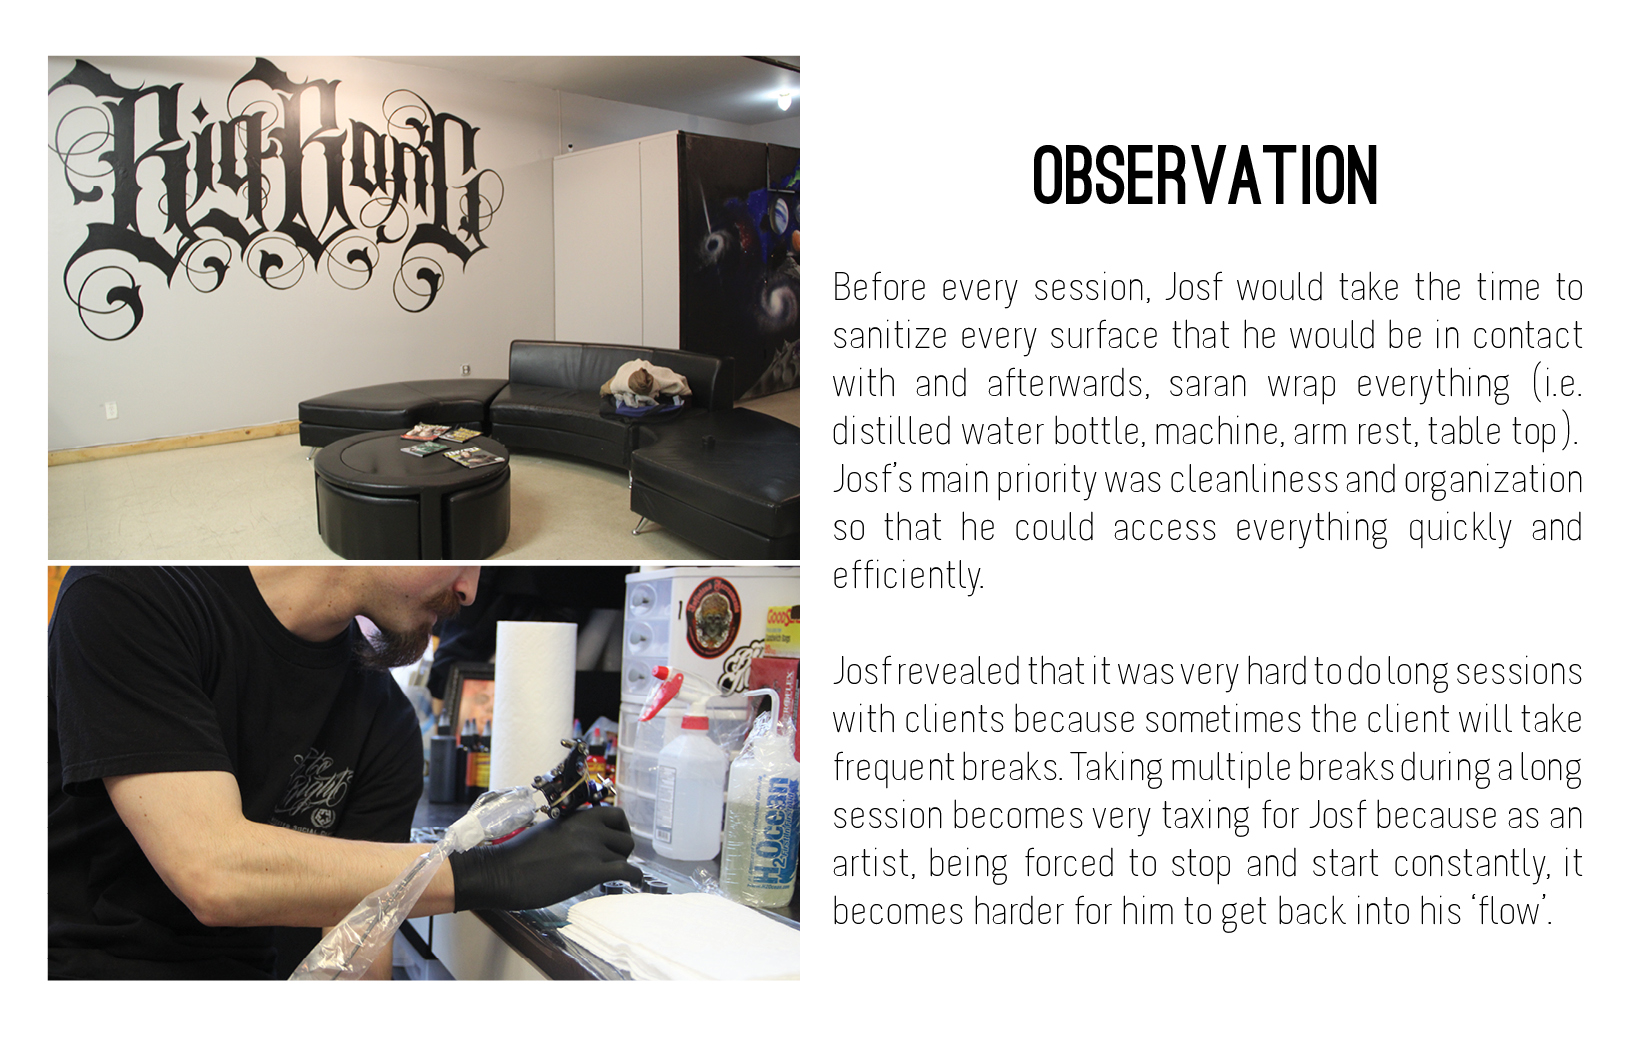 BigBang
OBSERVATION
Before every session, Josf would take the time to
sanitize every surface that he would be in contact
with and afterwards, saran wrap everything (i.e.
distilled water bottle, machine, arm rest, table top).
Josf’s main priority was cleanliness and organization
so that he could access everything quickly and
efficiently.
Josf revealed that it was very hard to do long sessions
with clients because sometimes the client will take
frequent breaks. Taking multiple breaks during a long
session becomes very taxing for Josf because as an
artist, being forced to stop and start constantly, it
becomes harder for him to get back into his ‘flow’.
H2Ocean